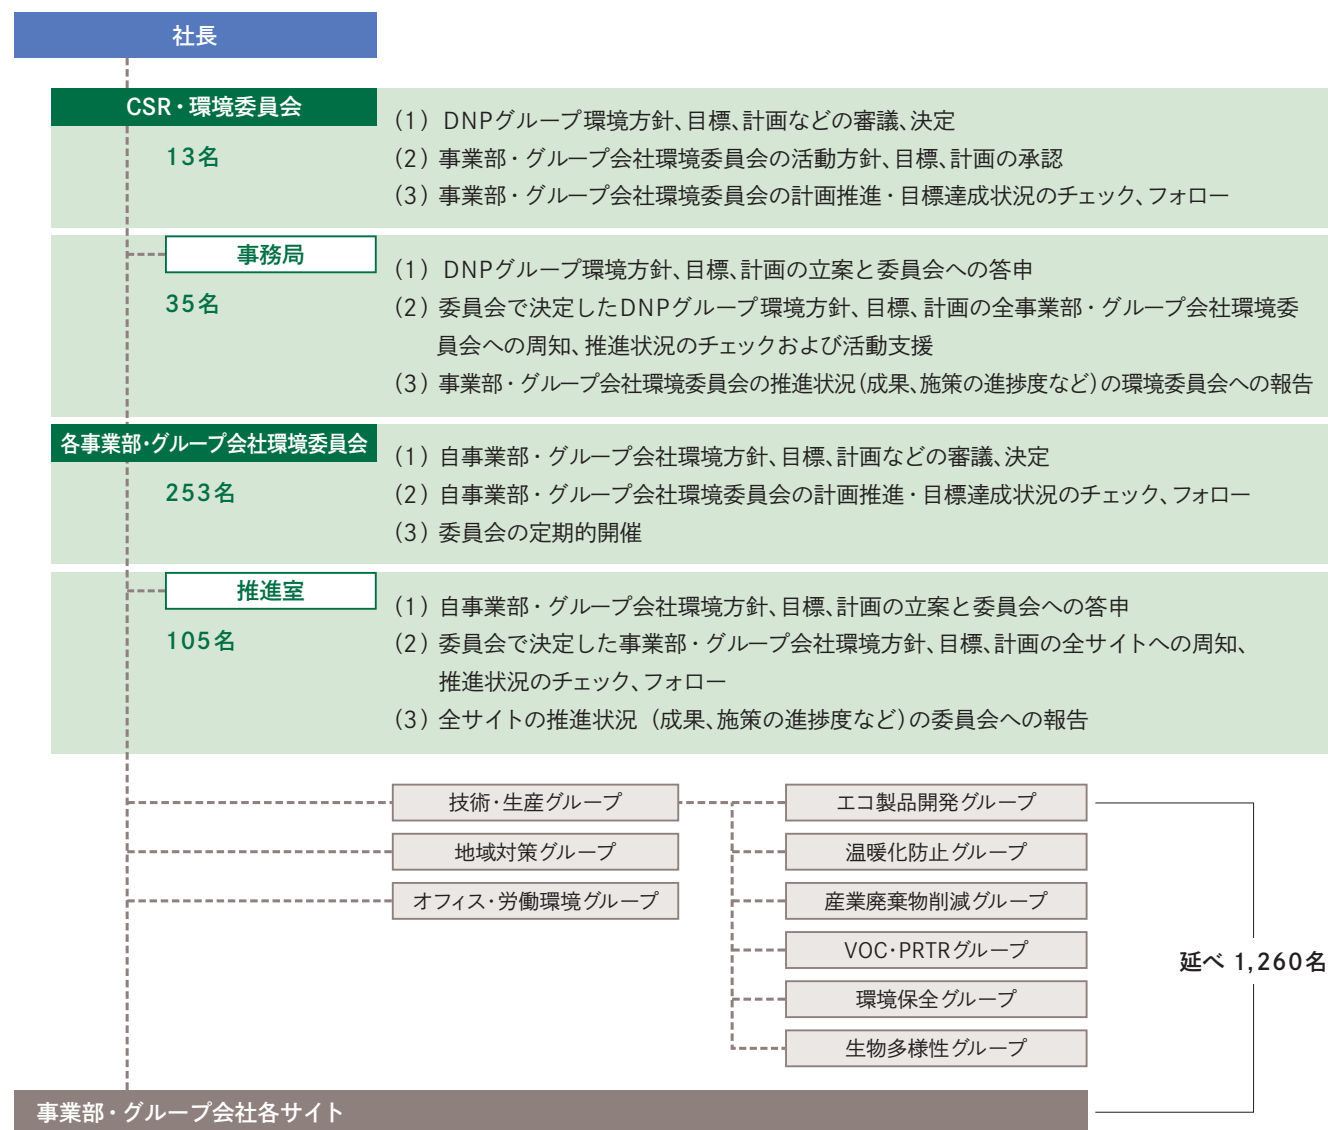 社長
CSR・環境委員会
13名
（1）DNPグループ環境方針、目標、計画などの審議、決定
（2）事業部・グループ会社環境委員会の活動方針、目標、計画の承認
（3）事業部・グループ会社環境委員会の計画推進・目標達成状況のチェック、フォロー
事務局
35名
（1）DNPグループ環境方針、目標、計画の立案と委員会への答申
（2）委員会で決定したDNPグループ環境方針、目標、計画の全事業部・グループ会社環境委
員会への周知、推進状況のチェックおよび活動支援
（3）事業部・グループ会社環境委員会の推進状況（成果、施策の進捗度など）の環境委員会への報告
各事業部・グループ会社環境委員会
253名
（1）自事業部・グループ会社環境方針、目標、計画などの審議、決定
（2）自事業部・グループ会社環境委員会の計画推進・目標達成状況のチェック、フォロー
（3）委員会の定期的開催
推進室
105名
（1）自事業部・グループ会社環境方針、目標、計画の立案と委員会への答申
（2）委員会で決定した事業部・グループ会社環境方針、目標、計画の全サイトへの周知、
推進状況のチェック、フォロー
（3）全サイトの推進状況（成果、施策の進捗度など）の委員会への報告
技術・生産グループ
地域対策グループ
オフィス・労働環境グループ
エコ製品開発グループ
温暖化防止グループ
産業廃棄物削減グループ
VOC・PRTRグループ
環境保全グループ
生物多様性グループ
延べ 1,260名
事業部・グループ会社各サイト